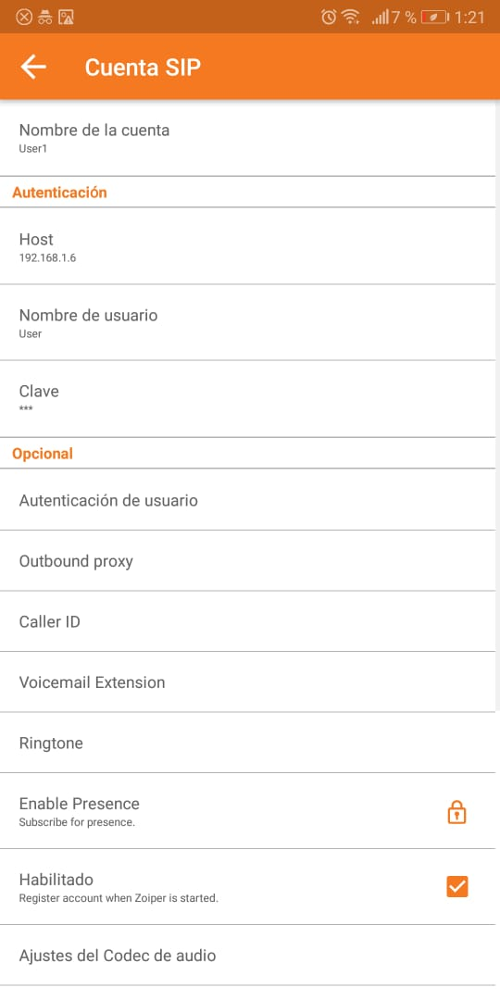 7 % 1:21
Cuenta SIP
Nombre de la cuenta
User1
Autenticación
Host
192.168.1.6
Nombre de usuario
User
Clave
***
Opcional
Autenticación de usuario
Outbound proxy
Caller ID
Voicemail Extension
Ringtone
Enable Presence
Subscribe for presence.
Habilitado
Register account when Zoiper is started.
Ajustes del Codec de audio